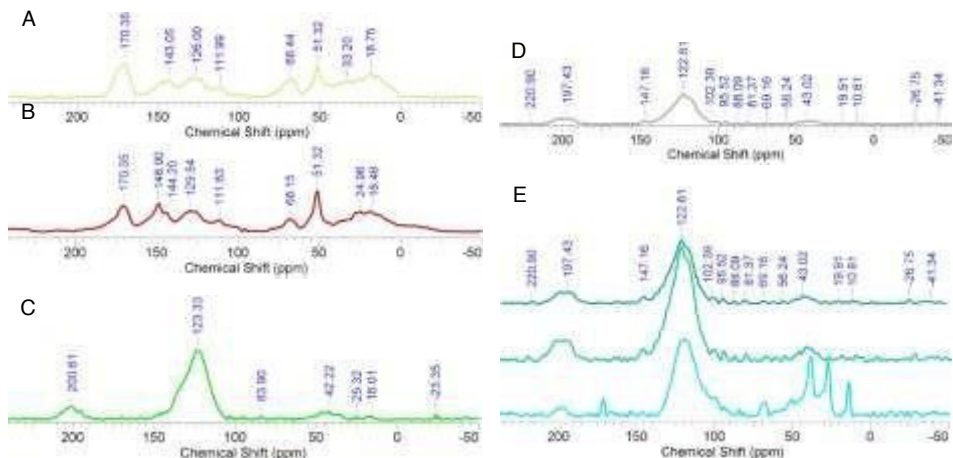 A
170.35 143.05 126.00 111.99 66.44 51.32 33.20 18.76
200 150 100 50 0 -50
Chemical Shift (ppm)
B
170.35 148.90 144.20 129.54 111.63 68.15 51.32 24.96 16.48
200 150 100 50 0 -50
Chemical Shift (ppm)
C
200.61 123.33 83.90 42.22 -25.32 18.01 -23.35
200 150 100 50 0 -50
Chemical Shift (ppm)
D
220.90 197.43 147.16 122.61 102.39 95.52 88.09 81.37 69.16 56.24 43.02 19.91 10.81 -26.75 -41.34
200 150 100 50 0 -50
Chemical Shift (ppm)
E
220.90 197.43 147.16 122.61 102.39 95.52 88.09 81.37 69.16 56.24 43.02 19.91 10.81 -26.75 -41.34
200 150 100 50 0 -50
Chemical Shift (ppm)